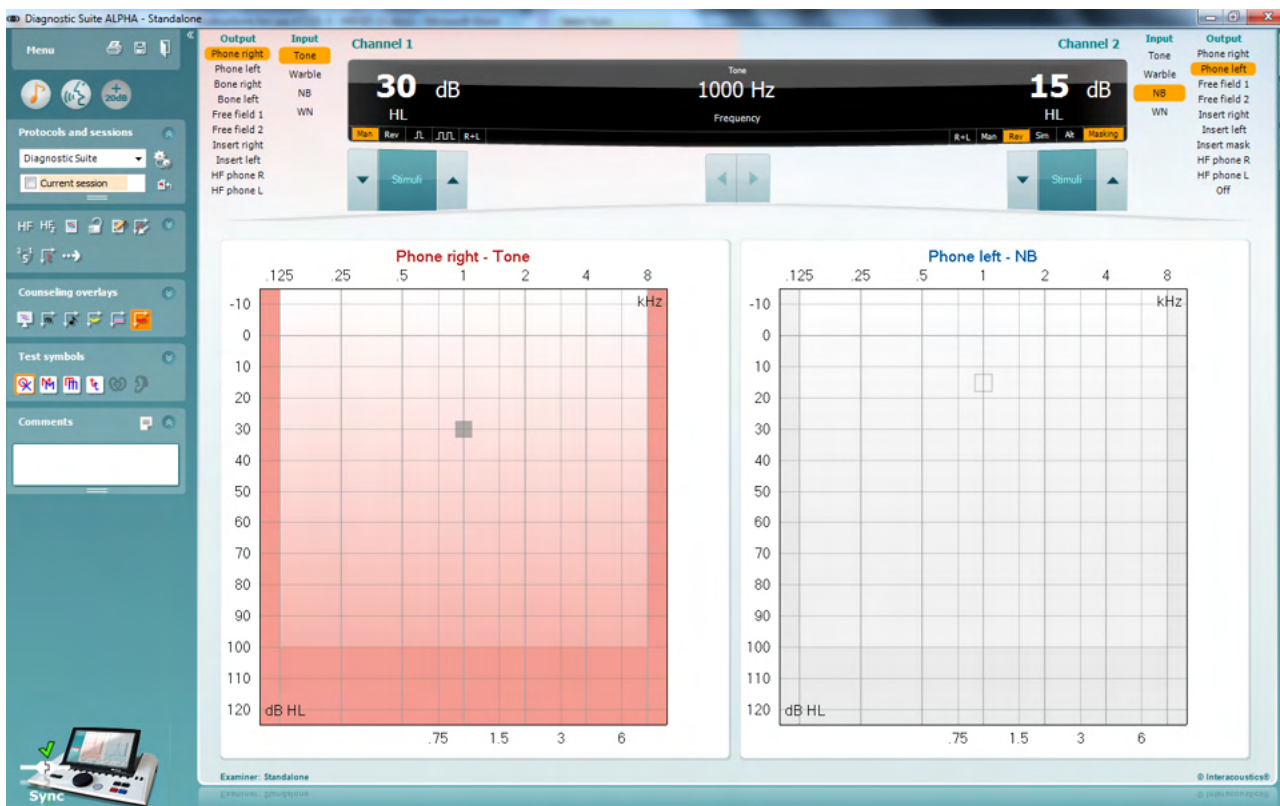 Diagnostic Suite ALPHA - Standalone
Menu
20dB
Protocols and sessions
Diagnostic Suite
Current session
HF HF2
Counseling overlays
Test symbols
Comments
Sync
Output
Phone right
Phone left
Bone right
Bone left
Free field 1
Free field 2
Insert right
Insert left
HF phone R
HF phone L
Input
Tone
Warble
NB
WN
Channel 1
30 dB
HL
Man Rev R+L
Stimuli
Tone
1000 Hz
Frequency
Channel 2
15 dB
HL
R+L Man Rev Sim Alt Masking
Stimuli
Input
Tone
Warble
NB
WN
Output
Phone right
Phone left
Free field 1
Free field 2
Insert right
Insert left
Insert mask
HF phone R
HF phone L
Off
Phone right - Tone
.125 .25 .5 1 2 4 8
kHz
-10
0
10
20
30
40
50
60
70
80
90
100
110
120
dB HL
.75 1.5 3 6
Phone left - NB
.125 .25 .5 1 2 4 8
kHz
-10
0
10
20
30
40
50
60
70
80
90
100
110
120
dB HL
.75 1.5 3 6
Examiner: Standalone
© Interacoustics®